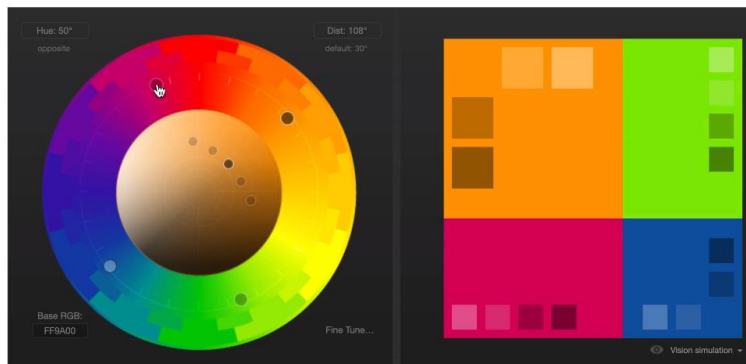 Hue: 50°
Dist: 108°
opposite
default: 30°
Base RGB:
FF9A00
Fine Tune...
Vision simulation